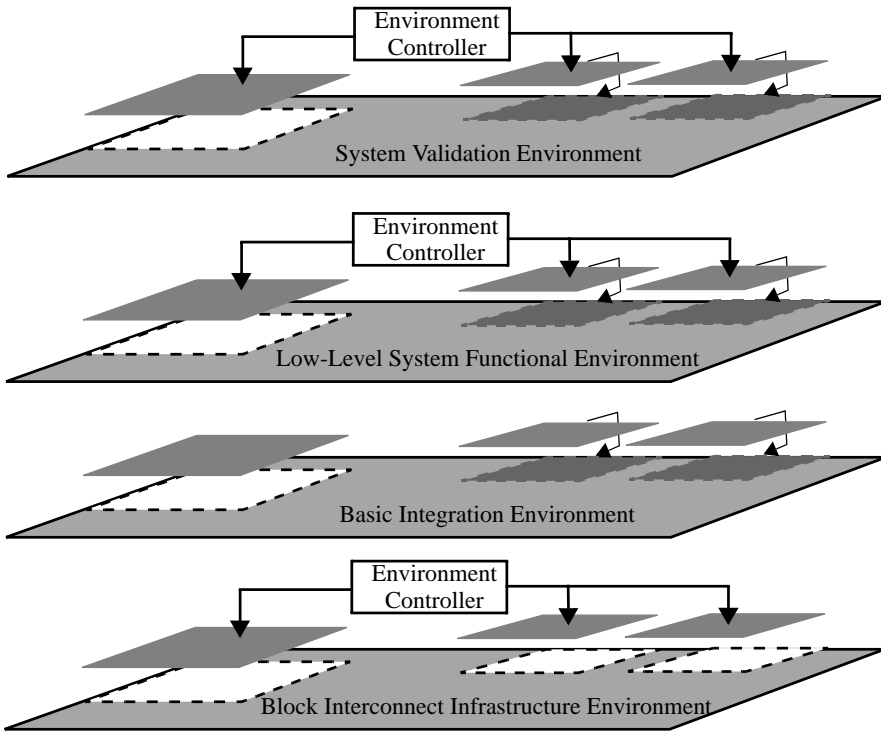 Environment
Controller
System Validation Environment
Environment
Controller
Low-Level System Functional Environment
Basic Integration Environment
Environment
Controller
Block Interconnect Infrastructure Environment